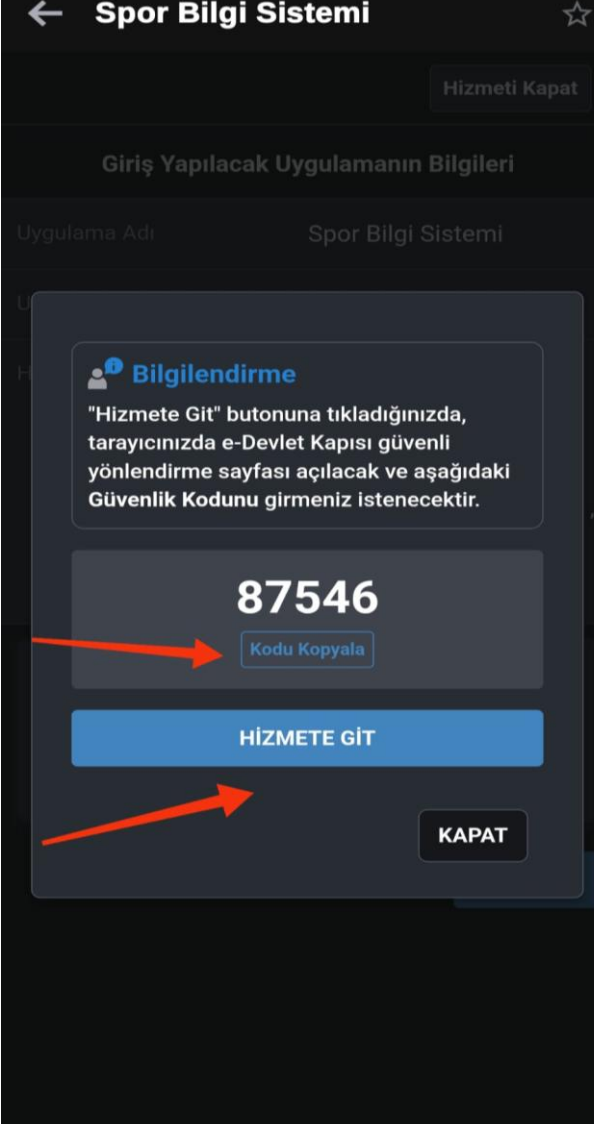 Spor Bilgi Sistemi
Hizmeti Kapat
Giriş Yapılacak Uygulamanın Bilgileri
Uygulama Adı Spor Bilgi Sistemi
U
H
Bilgilendirme
"Hizmete Git" butonuna tıkladığınızda,
tarayıcınızda e-Devlet Kapısı güvenli
yönlendirme sayfası açılacak ve aşağıdaki
Güvenlik Kodunu girmeniz istenecektir.
87546
Kodu Kopyala
HİZMETE GİT
KAPAT